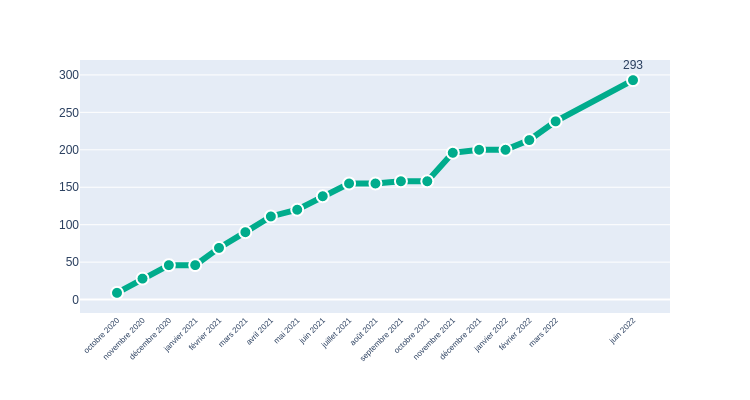 293
300
250
200
150
100
50
0
octobre 2020
novembre 2020
décembre 2020
janvier 2021
février 2021
mars 2021
avril 2021
mai 2021
juin 2021
juillet 2021
août 2021
septembre 2021
octobre 2021
novembre 2021
décembre 2021
janvier 2022
février 2022
mars 2022
juin 2022